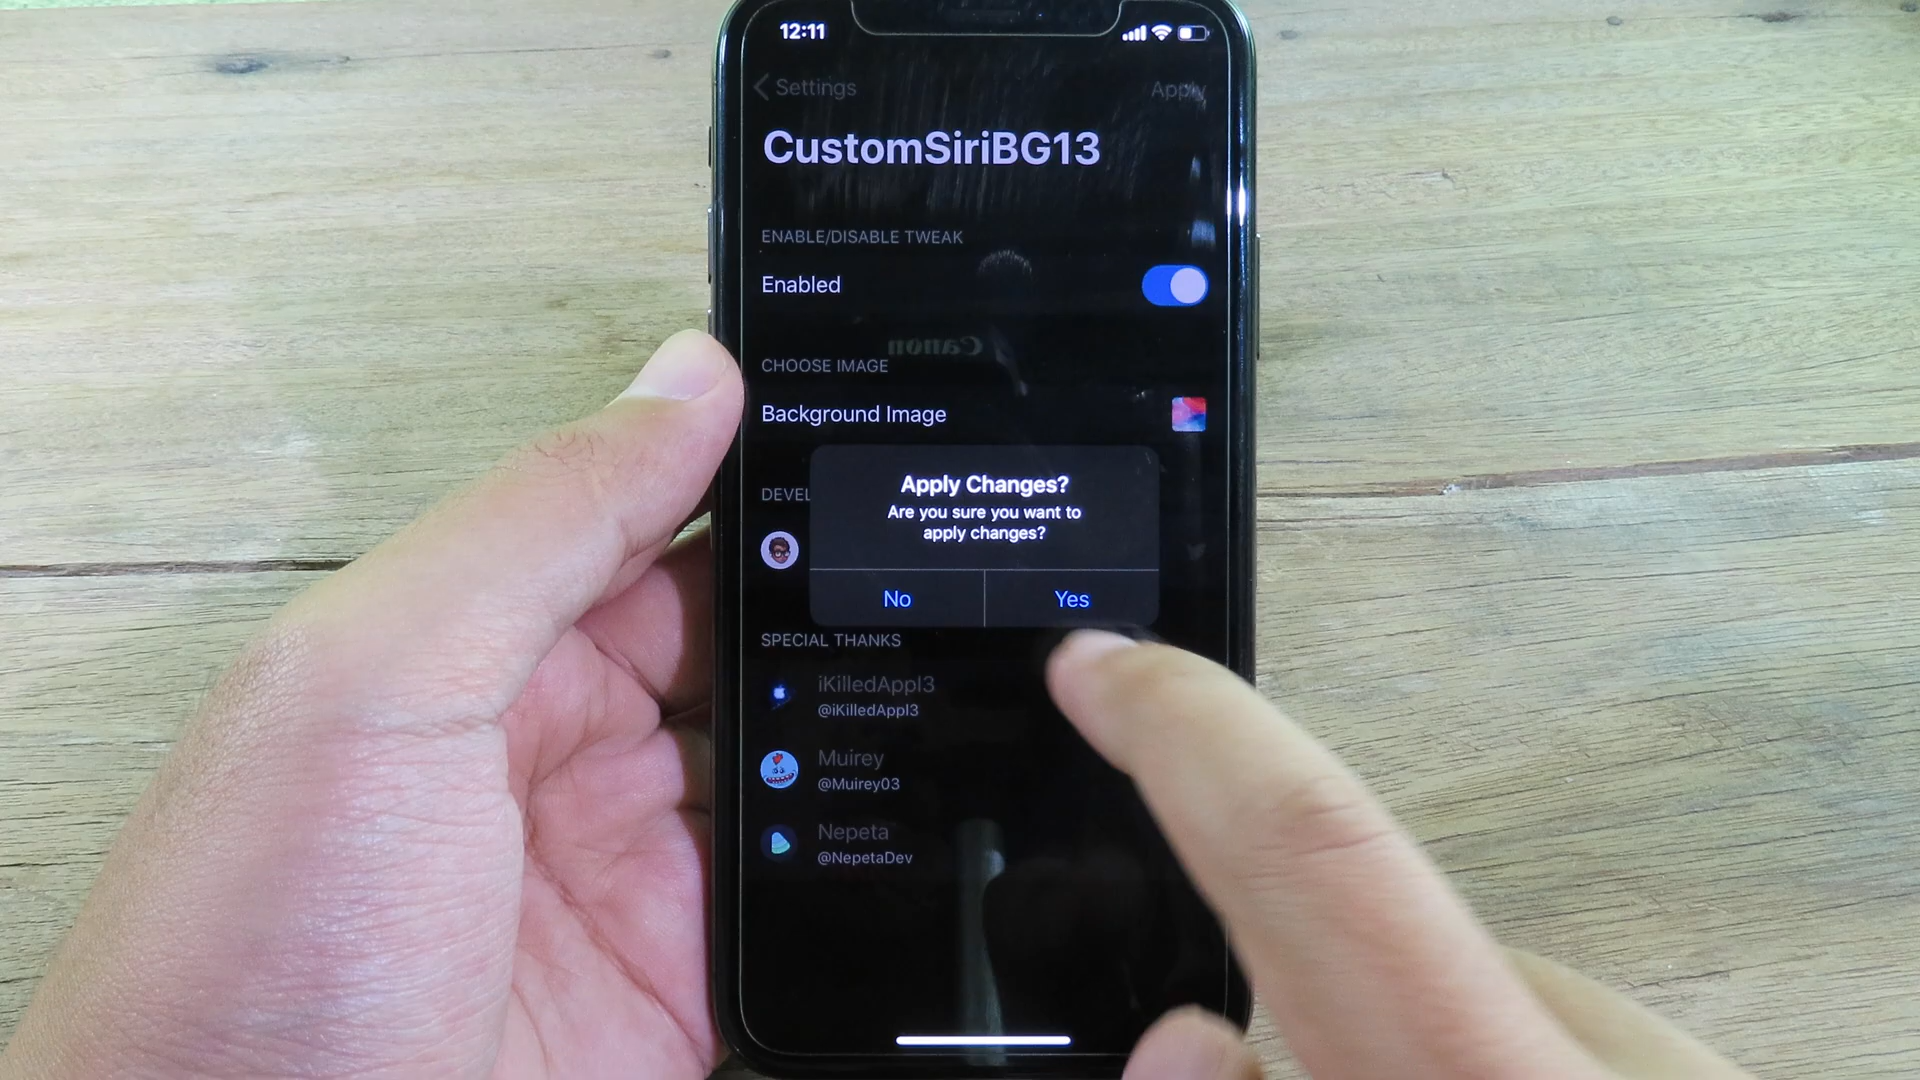 12:11
Settings
Apply
CustomSiriBG13
ENABLE/DISABLE TWEAK
Enabled
Canon
CHOOSE IMAGE
Background Image
Apply Changes?
Are you sure you want to
apply changes?
DEVEL
No
Yes
SPECIAL THANKS
iKilledAppl3
@iKilledAppl3
Muirey
@Muirey03
Nepeta
@NepetaDev